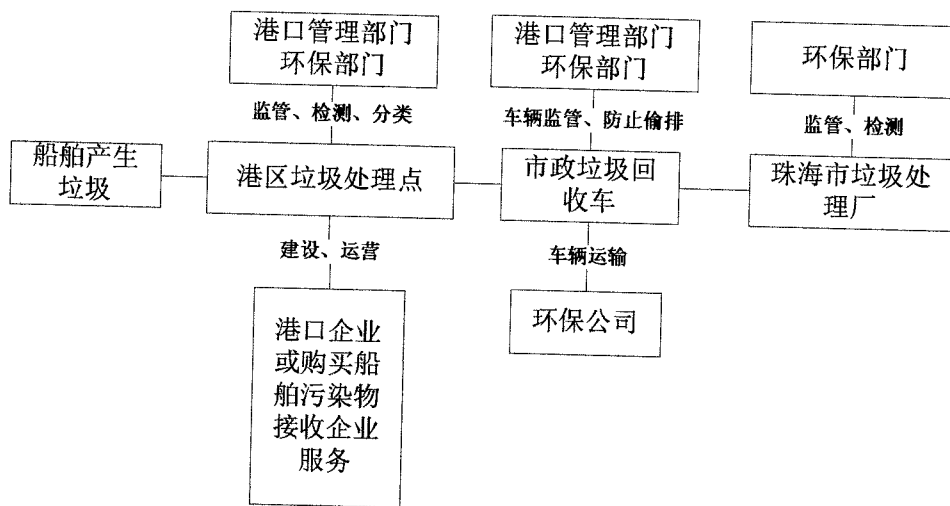 港口管理部门
环保部门
港口管理部门
环保部门
环保部门
监管、检测、分类
车辆监管、防止偷排
监管、检测
船舶产生
垃圾
港区垃圾处理点
市政垃圾回
收车
珠海市垃圾处
理厂
建设、运营
车辆运输
港口企业
或购买船
舶污染物
接收企业
服务
环保公司